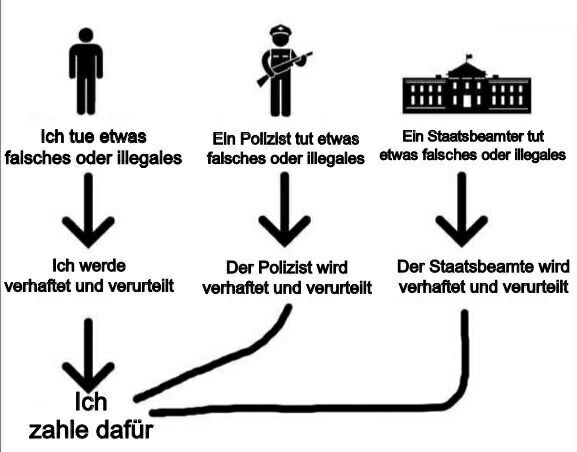 Ich tue etwas
falsches oder illegales
Ein Polizist tut etwas
falsches oder illegales
Ein Staatsbeamter tut
etwas falsches oder illegales
Ich werde
verhaftet und verurteilt
Der Polizist wird
verhaftet und verurteilt
Der Staatsbeamte wird
verhaftet und verurteilt
Ich
zahle dafür